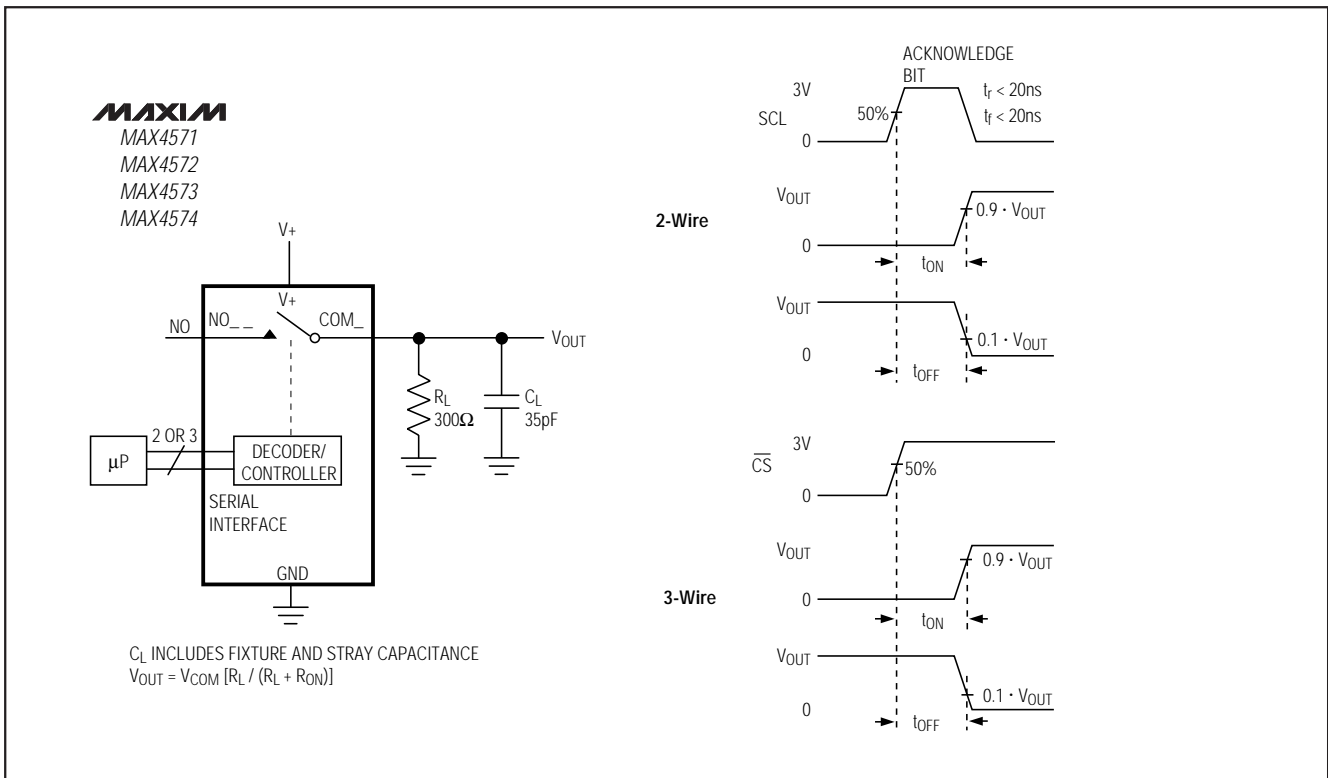 MAXIM
MAX4571
MAX4572
MAX4573
MAX4574
V+
V+
NO
NO_ _
COM_
VOUT
RL
300Ω
CL
35pF
µP
2 OR 3
DECODER/
CONTROLLER
SERIAL
INTERFACE
GND
CL INCLUDES FIXTURE AND STRAY CAPACITANCE
VOUT = VCOM [RL / (RL + RON)]
2-Wire
ACKNOWLEDGE
BIT
3V
SCL
0
50%
tr < 20ns
tf < 20ns
VOUT
0
0.9 · VOUT
tON
VOUT
0
0.1 · VOUT
tOFF
3-Wire
3V
C̅S̅
0
50%
VOUT
0
0.9 · VOUT
tON
VOUT
0
0.1 · VOUT
tOFF